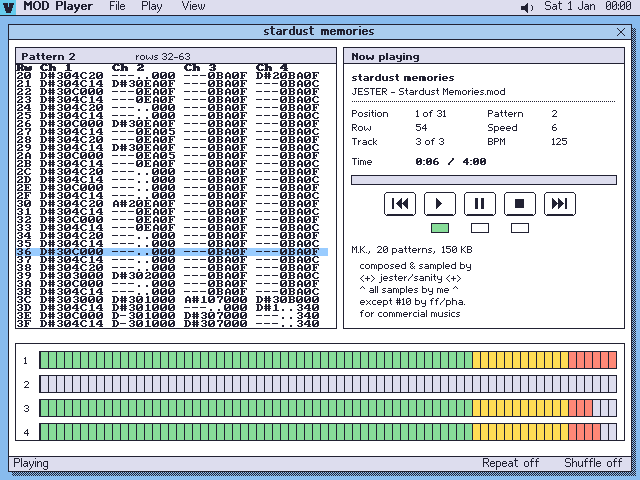 MOD Player File Play View Sat 1 Jan 00:00
stardust memories
Pattern 2 rows 32-63
Rw Ch 1 Ch 2 Ch 3 Ch 4
20 D#304C20 ---..000 ---0BA0F D#20BA0F
21 D#304C14 D#30EA0F ---0BA0F ---0BA0C
22 D#30C000 ---0EA0F ---0BA0F ---0BA0F
23 D#304C14 ---0EA0F ---0BA0F ---0BA0C
24 D#304C20 ---..000 ---0BA0F ---0BA0F
25 D#304C14 ---..000 ---0BA0F ---0BA0C
26 D#30C000 D#30EA0F ---0BA0F ---0BA0F
27 D#304C14 ---0EA05 ---0BA0F ---0BA0C
28 D#304C20 ---..000 ---0BA0F ---0BA0F
29 D#304C14 D#30EA0F ---0BA0F ---0BA0C
2A D#30C000 ---0EA05 ---0BA0F ---0BA0F
2B D#304C14 ---0EA0F ---0BA0F ---0BA0C
2C D#304C20 ---..000 ---0BA0F ---0BA0F
2D D#304C14 ---..000 ---0BA0F ---0BA0C
2E D#30C000 ---..000 ---0BA0F ---0BA0F
2F D#304C14 ---..000 ---0BA0F ---0BA0C
30 D#304C20 A#20EA0F ---0BA0F ---0BA0F
31 D#304C14 ---0EA0F ---0BA0F ---0BA0C
32 D#30C000 ---0EA0F ---0BA0F ---0BA0F
33 D#304C14 ---0EA0F ---0BA0F ---0BA0C
34 D#304C20 ---..000 ---0BA0F ---0BA0F
35 D#304C14 ---..000 ---0BA0F ---0BA0C
36 D#30C000 ---..000 ---0BA0F ---0BA0F
37 D#304C14 ---..000 ---0BA0F ---0BA0C
38 D#304C20 ---..000 ---0BA0F ---0BA0F
39 D#303000 D#302000 ---0BA0F ---0BA0C
3A D#30C000 ---..000 ---0BA0F ---0BA0F
3B D#304C14 ---..000 ---0BA0F ---0BA0C
3C D#303000 D#301000 A#107000 D#30B000
3D D#304C14 D#301000 ---..600 D#1..340
3E D#30C000 D-301000 D#307000 ---..340
3F D#304C14 D-301000 D#307000 ---..340
Now playing
stardust memories
JESTER - Stardust Memories.mod
Position 1 of 31 Pattern 2
Row 54 Speed 6
Track 3 of 3 BPM 125
Time 0:06 / 4:00
M.K., 20 patterns, 150 KB
composed & sampled by
<+> jester/sanity <+>
^ all samples by me ^
except #10 by ff/pha.
for commercial musics
1
2
3
4
Playing Repeat off Shuffle off